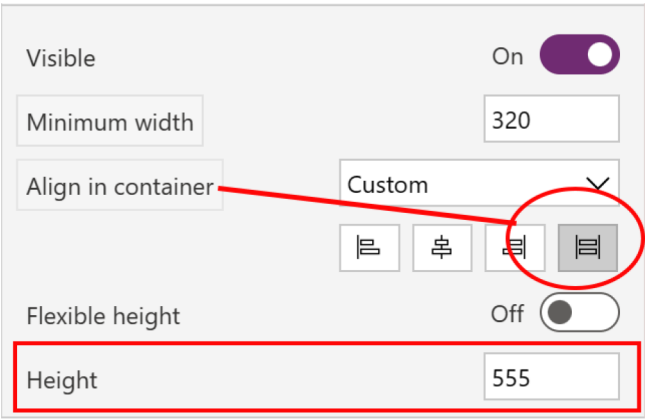 Visible On
Minimum width 320
Align in container Custom
Flexible height Off
Height 555